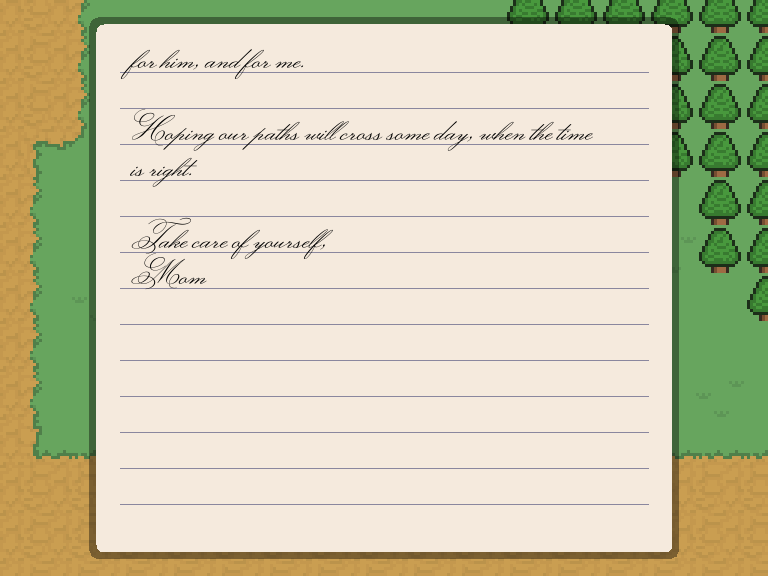 for him, and for me.
Hoping our paths will cross some day, when the time
is right.
Take care of yourself,
Mom